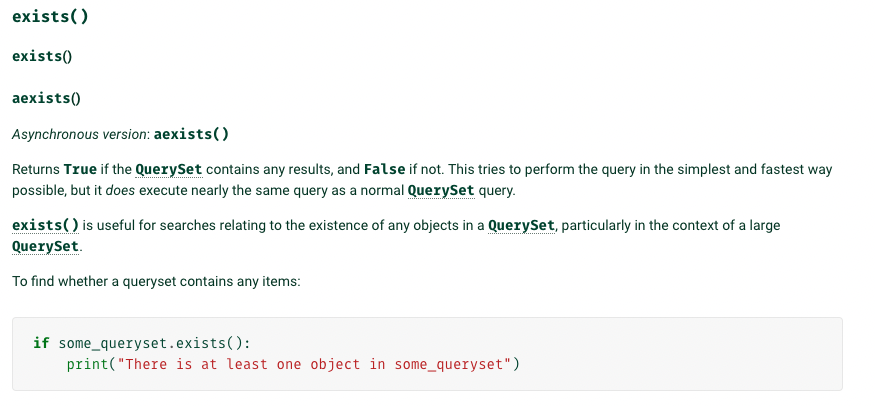 exists()
exists()
aexists()
Asynchronous version: aexists()
Returns True if the QuerySet contains any results, and False if not. This tries to perform the query in the simplest and fastest way
possible, but it does execute nearly the same query as a normal QuerySet query.
exists() is useful for searches relating to the existence of any objects in a QuerySet, particularly in the context of a large
QuerySet.
To find whether a queryset contains any items:
if some_queryset.exists():
    print("There is at least one object in some_queryset")